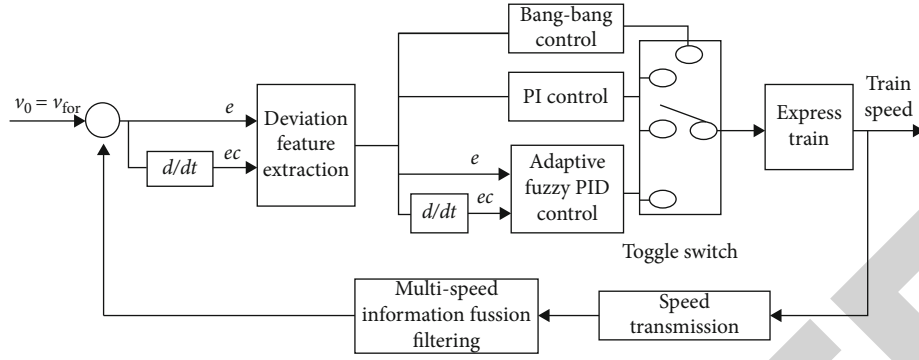 Bang-bang
control
v0 = vfor
e
Deviation
feature
extraction
d/dt
ec
PI control
e
d/dt
ec
Adaptive
fuzzy PID
control
Toggle switch
Express
train
Train
speed
Multi-speed
information fussion
filtering
Speed
transmission